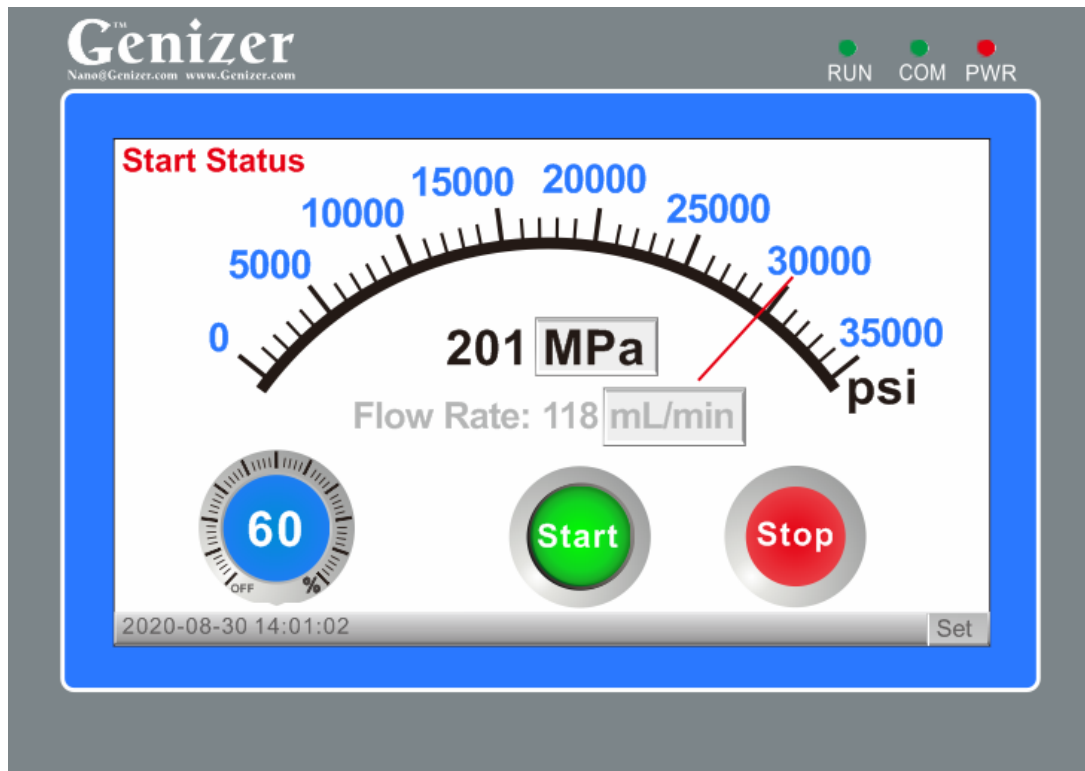 Genizer™
Nano@Genizer.com www.Genizer.com
RUN COM PWR
Start Status
0
5000
10000
15000
20000
25000
30000
35000
psi
201 MPa
Flow Rate: 118 mL/min
60
OFF %
Start
Stop
2020-08-30 14:01:02
Set